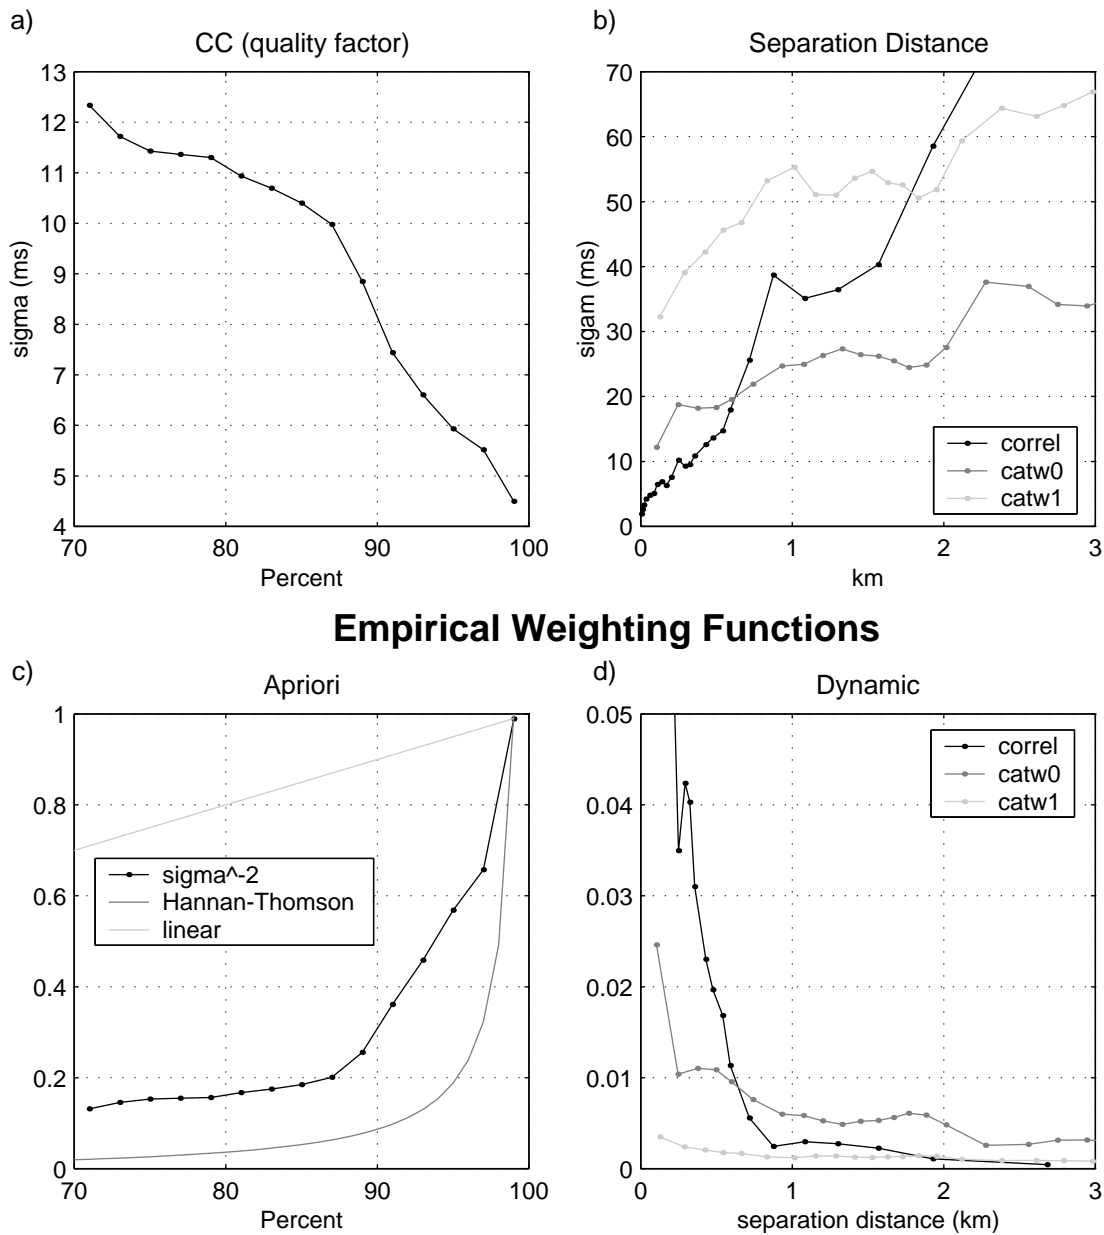 a)
CC (quality factor)
13
12
11
10
9
8
7
6
5
4
sigma (ms)
70
80
90
100
Percent
b)
Separation Distance
70
60
50
40
30
20
10
0
sigam (ms)
correl
catw0
catw1
0
1
2
3
km
Empirical Weighting Functions
c)
Apriori
1
0.8
0.6
0.4
0.2
0
sigma^-2
Hannan-Thomson
linear
70
80
90
100
Percent
d)
Dynamic
0.05
0.04
0.03
0.02
0.01
0
correl
catw0
catw1
0
1
2
3
separation distance (km)